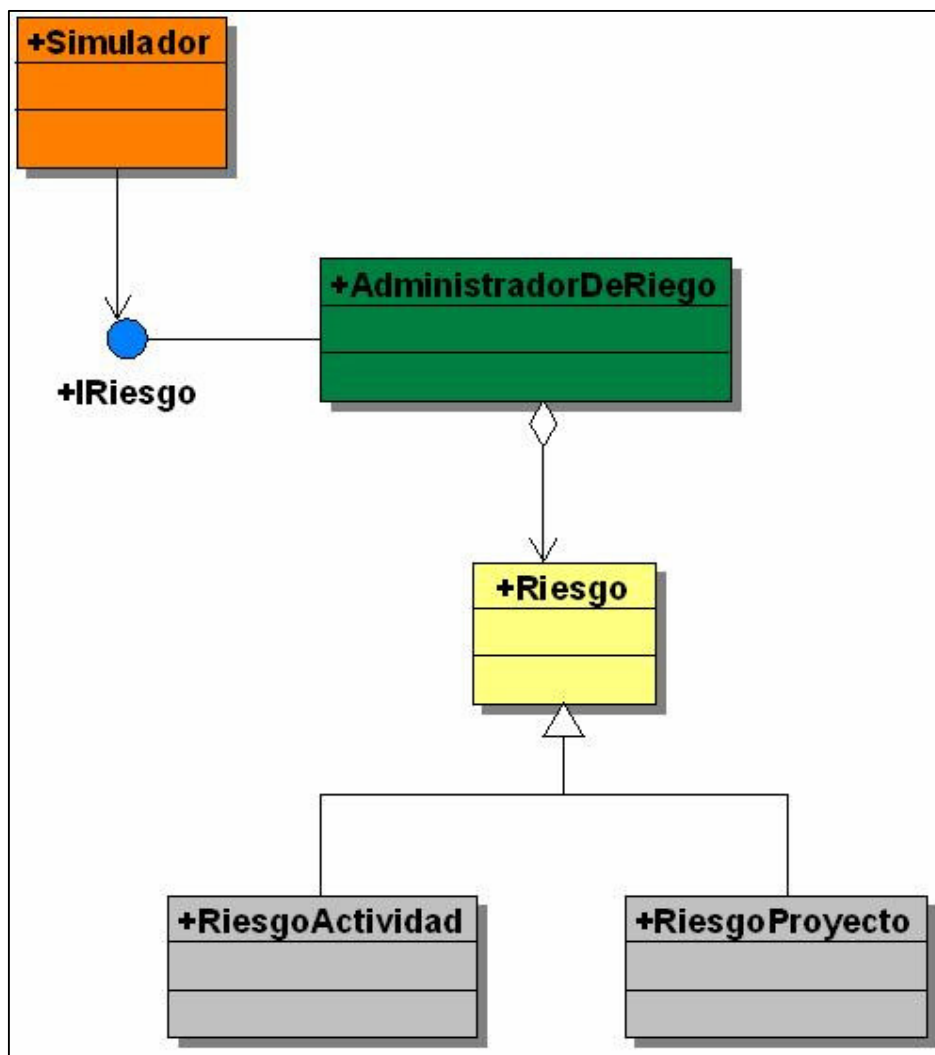 +Simulador
+AdministradorDeRiego
+IRiesgo
+Riesgo
+RiesgoActividad
+RiesgoProyecto